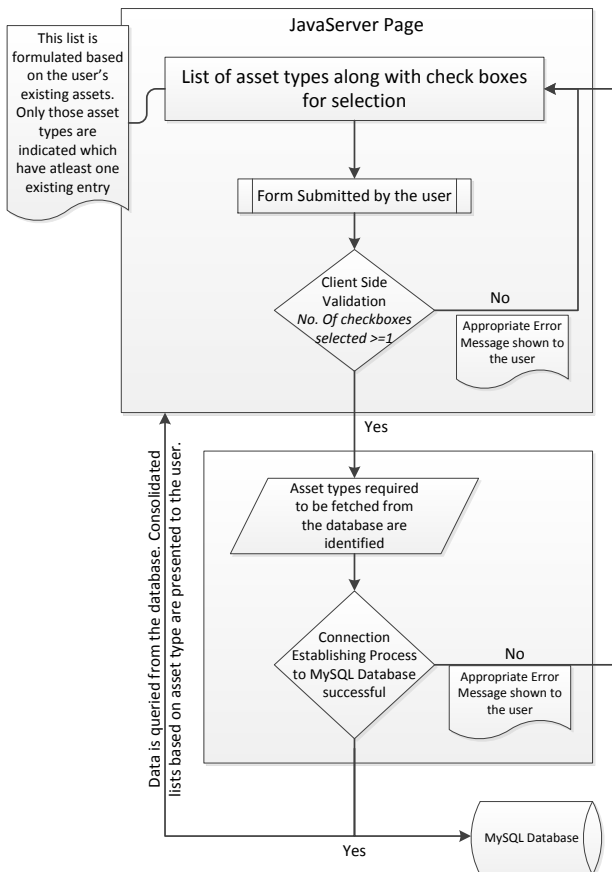 JavaServer Page
This list is
formulated based
on the user's
existing assets.
Only those asset
types are
indicated which
have atleast one
existing entry
List of asset types along with check boxes
for selection
Form Submitted by the user
Client Side
Validation
No. Of checkboxes
selected >=1
No
Appropriate Error
Message shown to
the user
Yes
Data is queried from the database. Consolidated
lists based on asset type are presented to the user.
Asset types required
to be fetched from
the database are
identified
Connection
Establishing Process
to MySQL Database
successful
No
Appropriate Error
Message shown to
the user
Yes
MySQL Database